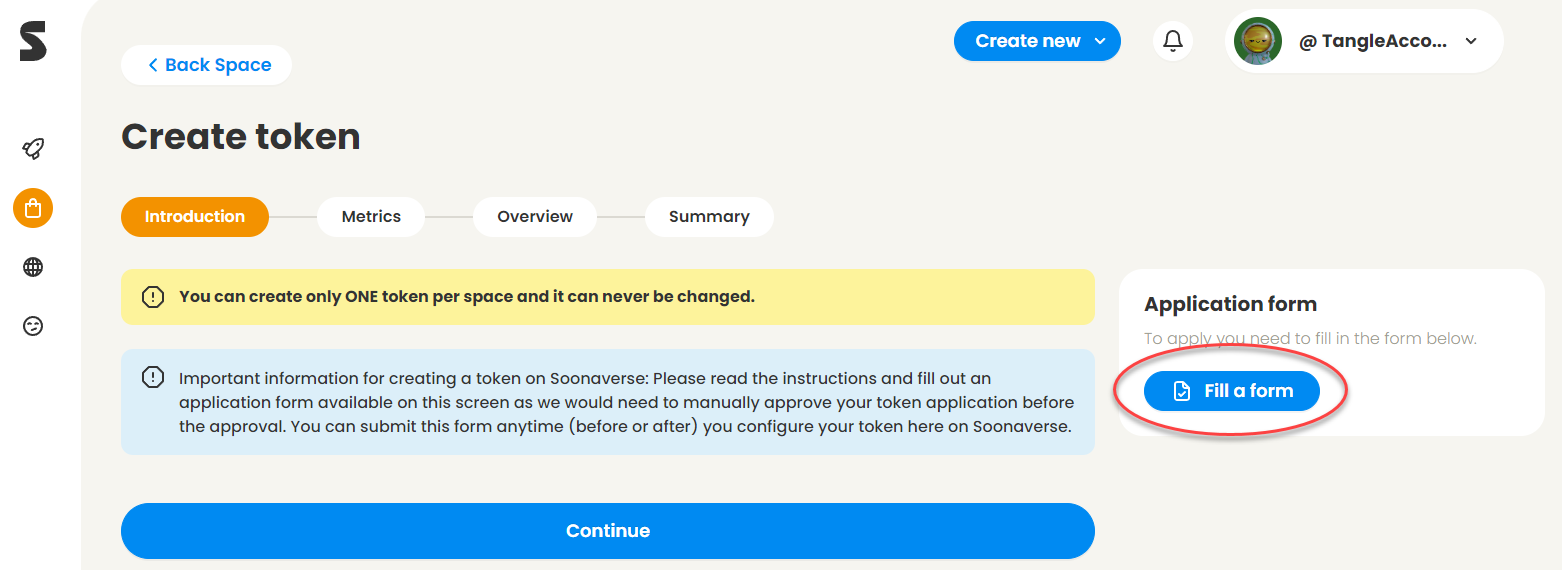 Create new
@ TangleAcco...
Back Space
Create token
Introduction
Metrics
Overview
Summary
You can create only ONE token per space and it can never be changed.
Important information for creating a token on Soonaverse: Please read the instructions and fill out an
application form available on this screen as we would need to manually approve your token application before
the approval. You can submit this form anytime (before or after) you configure your token here on Soonaverse.
Continue
Application form
To apply you need to fill in the form below.
Fill a form